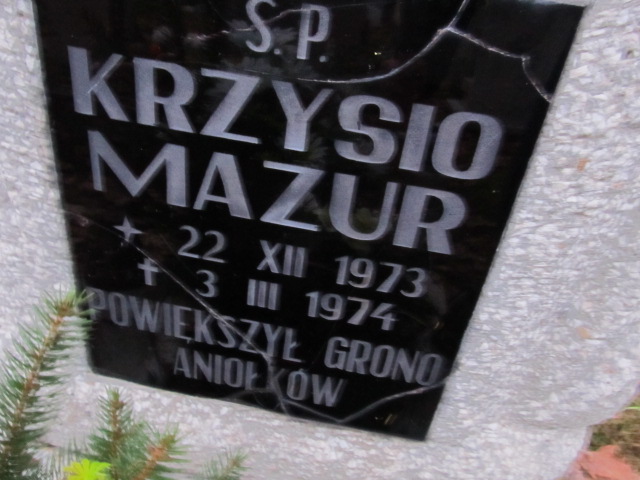 Ś. P.
KRZYSIO
MAZUR
* 22 XII 1973
✝ 3 III 1974
POWIĘKSZYŁ GRONO
ANIOŁKÓW